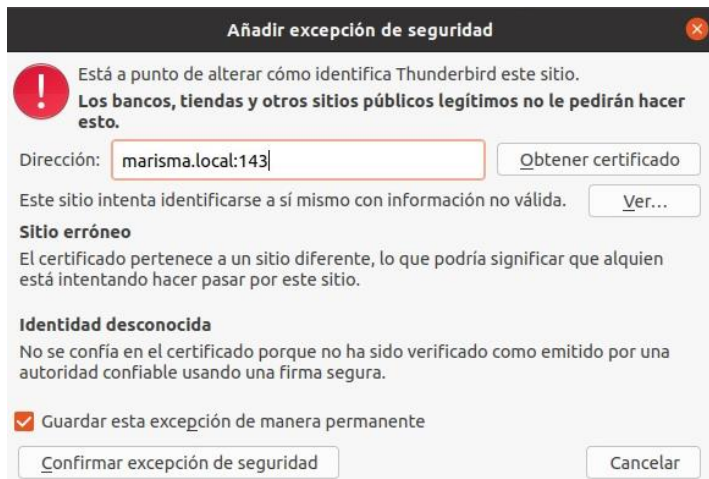 Añadir excepción de seguridad
Está a punto de alterar cómo identifica Thunderbird este sitio.
Los bancos, tiendas y otros sitios públicos legítimos no le pedirán hacer
esto.
Dirección: marisma.local:143 Obtener certificado
Este sitio intenta identificarse a sí mismo con información no válida. Ver...
Sitio erróneo
El certificado pertenece a un sitio diferente, lo que podría significar que alguien
está intentando hacer pasar por este sitio.
Identidad desconocida
No se confía en el certificado porque no ha sido verificado como emitido por una
autoridad confiable usando una firma segura.
Guardar esta excepción de manera permanente
Confirmar excepción de seguridad Cancelar